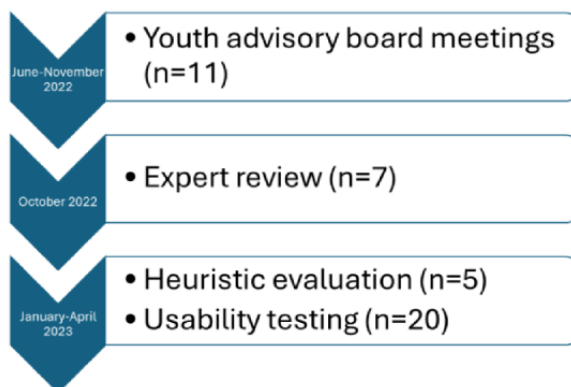 June-November
2022
• Youth advisory board meetings
(n=11)
October 2022
• Expert review (n=7)
January-April
2023
• Heuristic evaluation (n=5)
• Usability testing (n=20)